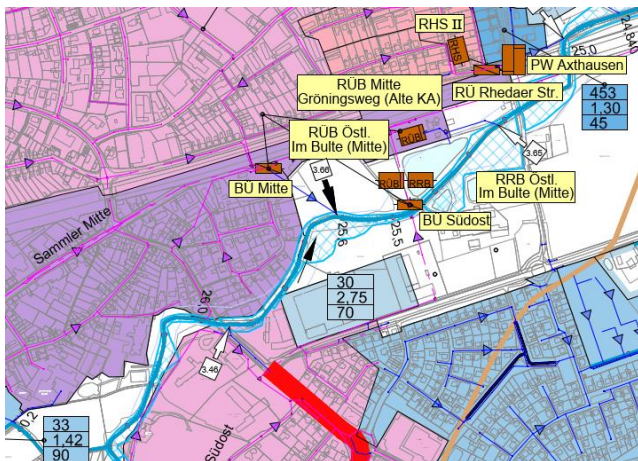 RHS II
RHS
25.0
24.84
PW Axthausen
RÜB Mitte
Gröningsweg (Alte KA)
RÜ Rhedaer Str.
453
1,30
45
RÜB Östl.
Im Bulte (Mitte)
RÜB
3.65
3.66
BÜ Mitte
RÜB
RRB
RRB Östl.
Im Bulte (Mitte)
BÜ Südost
Sammler Mitte
25.6
25.5
30
2,75
70
26.0
3.46
0.2
33
1,42
90
Südost